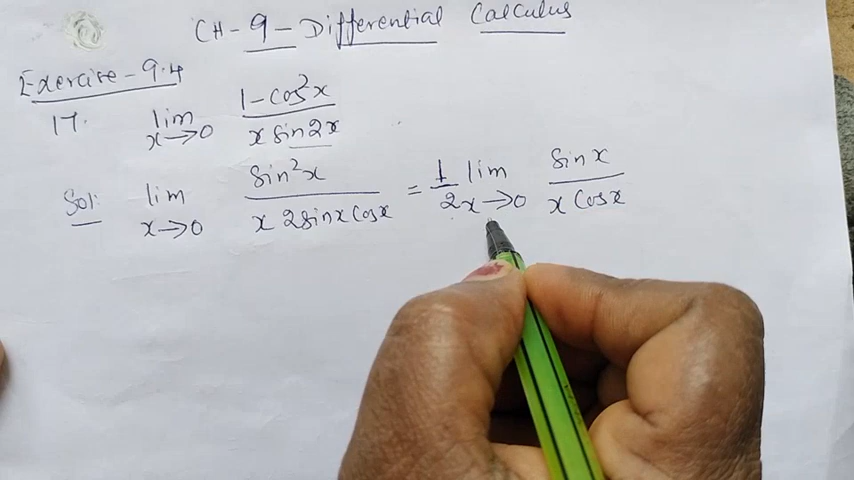 CH-9-Differential Calculus
Exercise-9.4
17. lim x→0 1-cos²x / x sin2x
Sol: lim x→0 sin²x / x 2sinx cosx = 1/2 lim x→0 sinx / x cosx